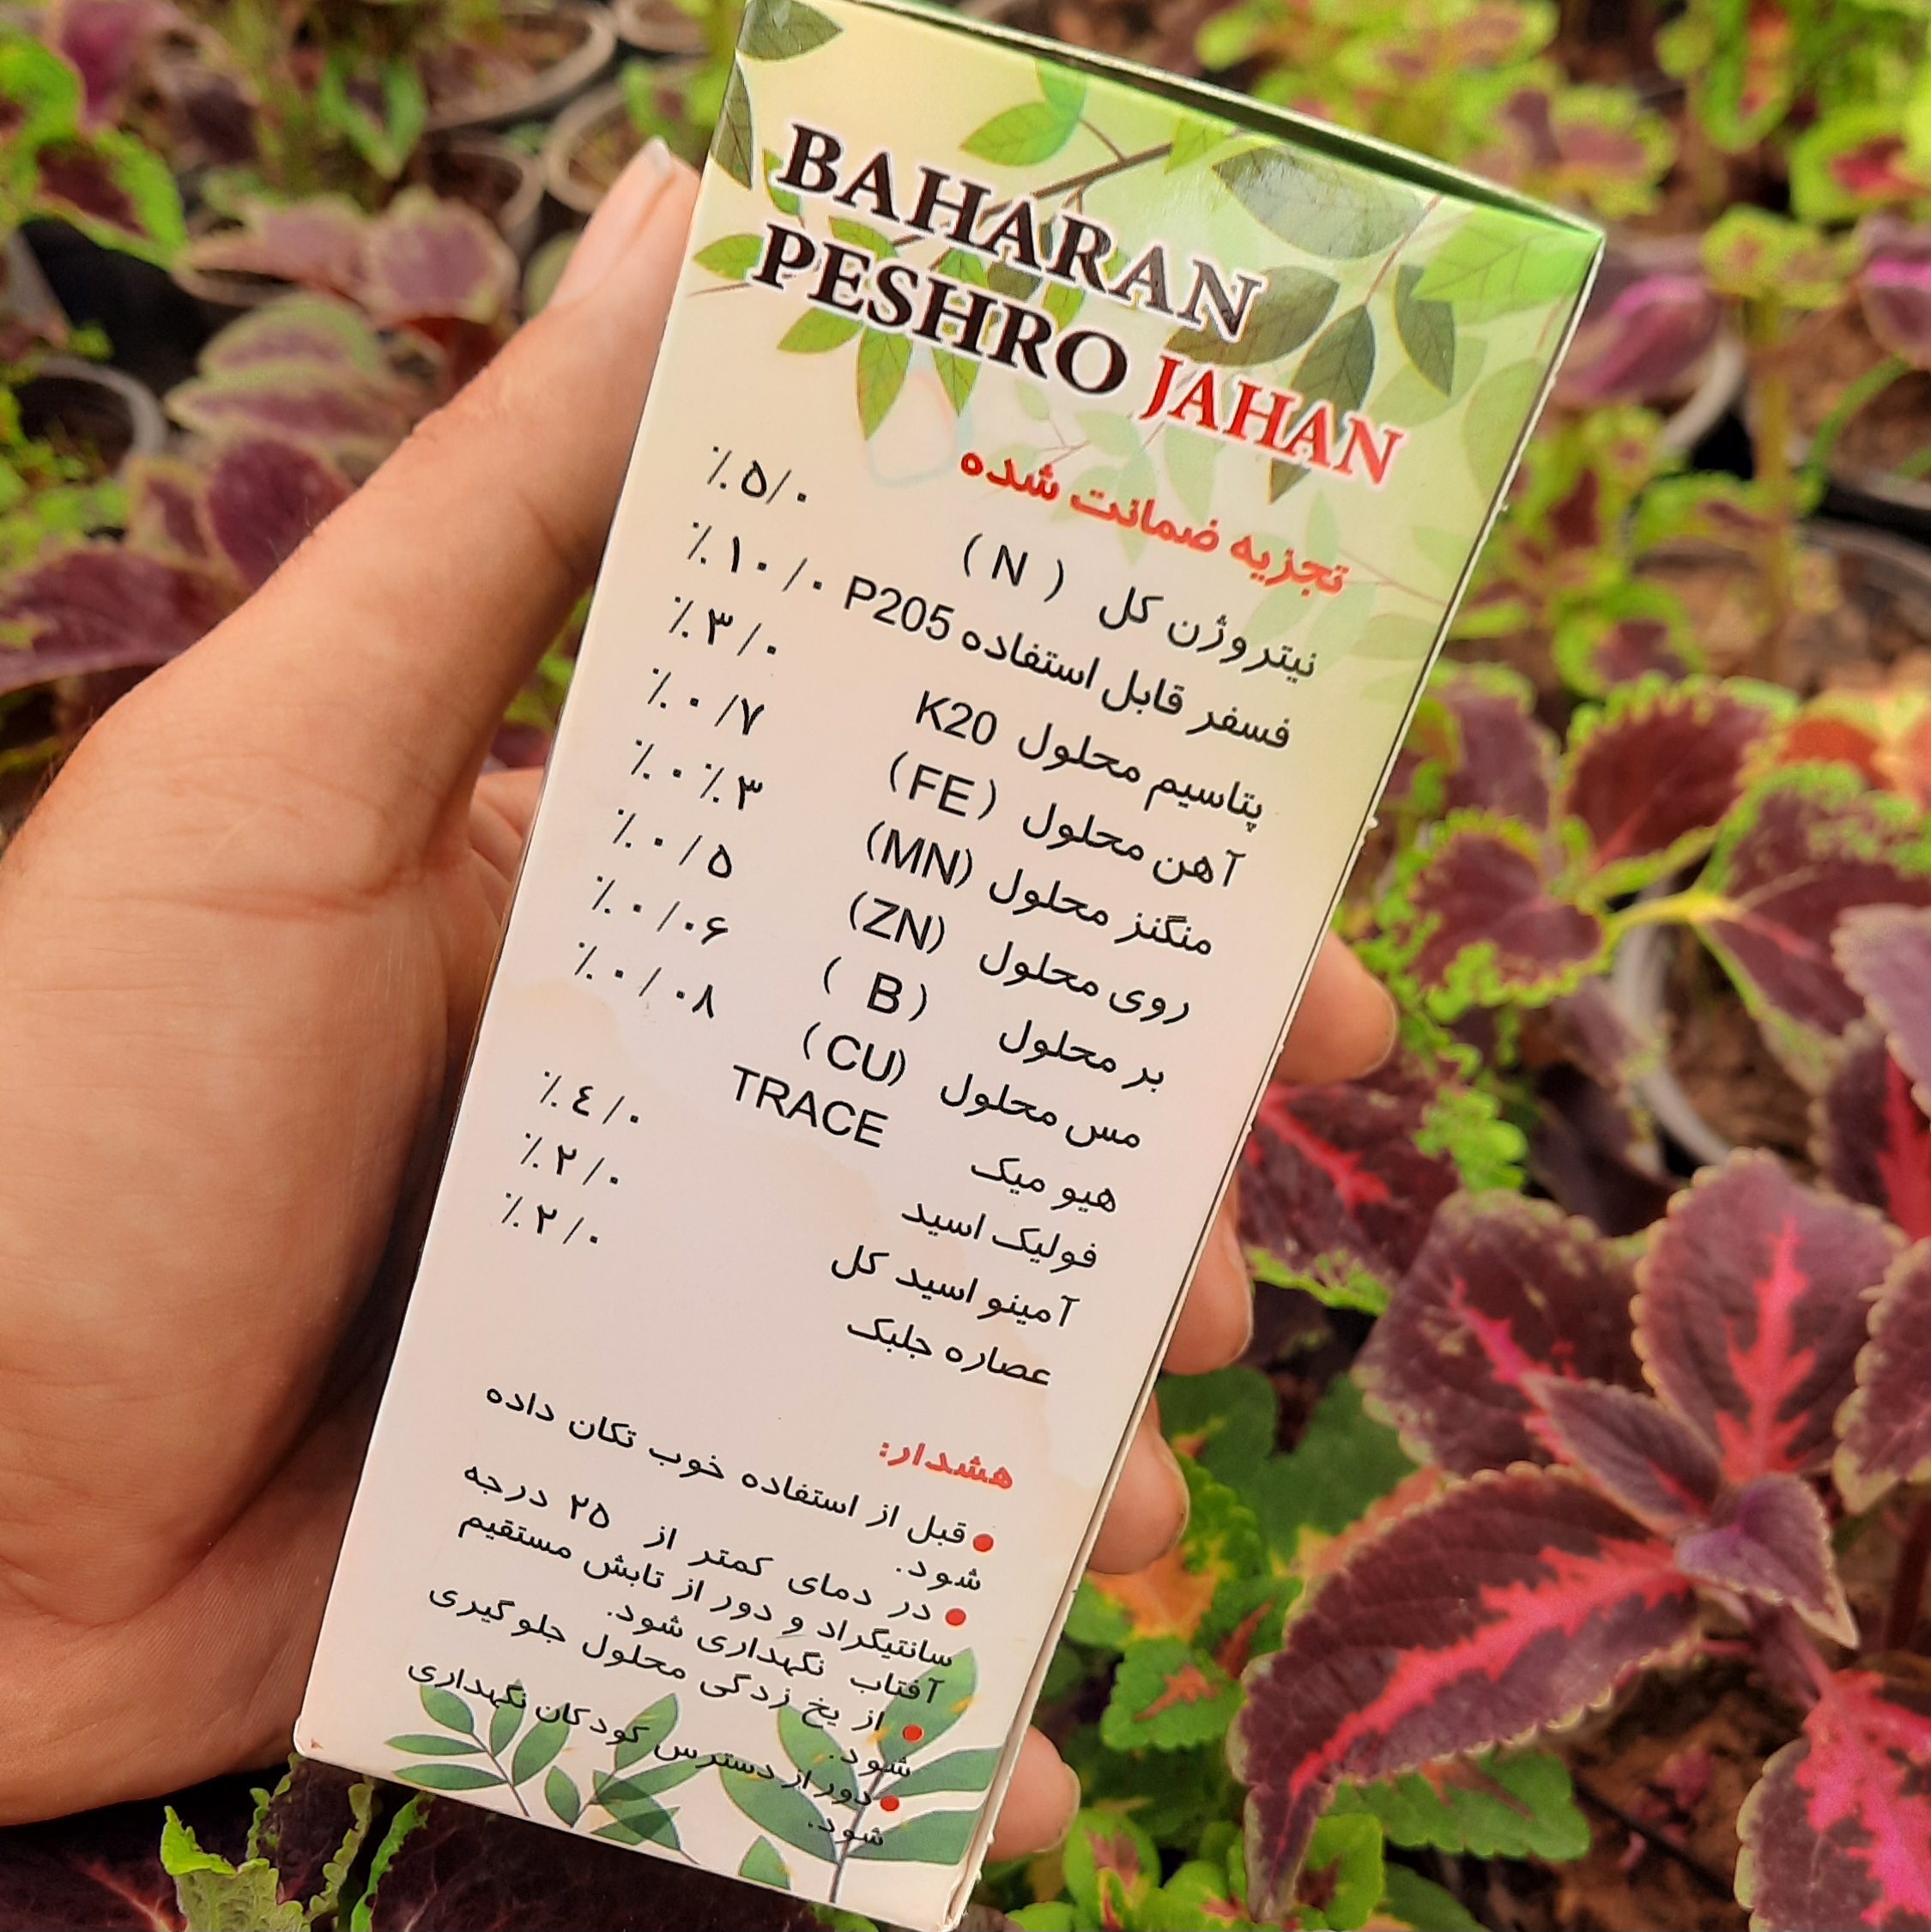 BAHARAN
PESHRO JAHAN
تجزیه ضمانت شده
نیتروژن کل ( N ) ٪۵/۰
فسفر قابل استفاده P205 ٪۱۰/۰
پتاسیم محلول K20 ٪۳/۰
آهن محلول (FE) ٪۰/۷
منگنز محلول (MN) ٪۰٪۳
روی محلول (ZN) ٪۰/۵
بر محلول ( B ) ٪۰/۰۶
مس محلول (CU) ٪۰/۰۸
هیو میک TRACE
فولیک اسید ٪٤/۰
آمینو اسید کل ٪۲/۰
عصاره جلبک ٪۲/۰
هشدار:
● قبل از استفاده خوب تکان داده
شود.
● در دمای کمتر از ۲۵ درجه
سانتیگراد و دور از تابش مستقیم
آفتاب نگهداری شود.
● از یخ زدگی محلول جلوگیری
شود.
● دور از دسترس کودکان نگهداری
شود.